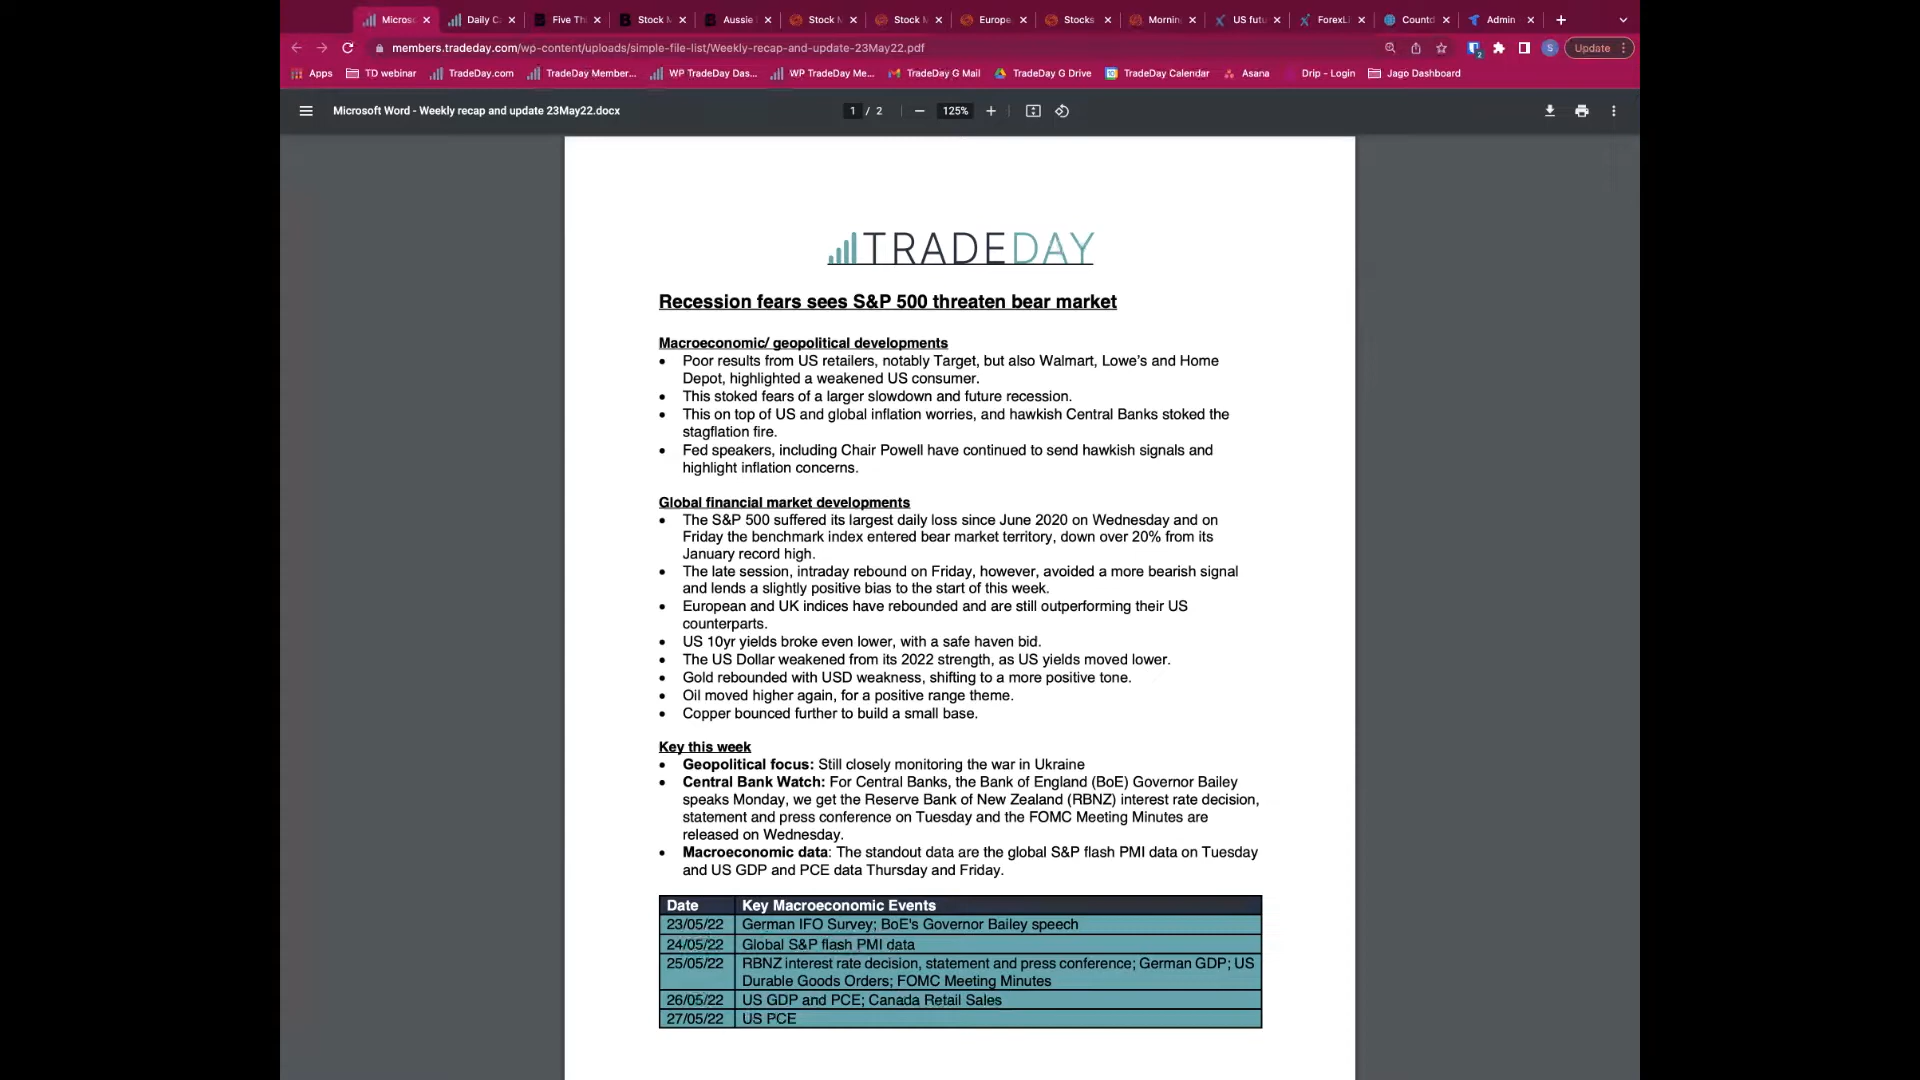 Micros Daily C Five Th Stock M Aussie Stock M Stock M Europe Stocks Mornin US futu ForexLi Countd Admin
members.tradeday.com/wp-content/uploads/simple-file-list/Weekly-recap-and-update-23May22.pdf
S Update
Apps TD webinar TradeDay.com TradeDay Member... WP TradeDay Das... WP TradeDay Me... TradeDay G Mail TradeDay G Drive TradeDay Calendar Asana Drip - Login Jago Dashboard
Microsoft Word - Weekly recap and update 23May22.docx 1 / 2 125%
TRADEDAY
Recession fears sees S&P 500 threaten bear market
Macroeconomic/ geopolitical developments
• Poor results from US retailers, notably Target, but also Walmart, Lowe’s and Home
Depot, highlighted a weakened US consumer.
• This stoked fears of a larger slowdown and future recession.
• This on top of US and global inflation worries, and hawkish Central Banks stoked the
stagflation fire.
• Fed speakers, including Chair Powell have continued to send hawkish signals and
highlight inflation concerns.
Global financial market developments
• The S&P 500 suffered its largest daily loss since June 2020 on Wednesday and on
Friday the benchmark index entered bear market territory, down over 20% from its
January record high.
• The late session, intraday rebound on Friday, however, avoided a more bearish signal
and lends a slightly positive bias to the start of this week.
• European and UK indices have rebounded and are still outperforming their US
counterparts.
• US 10yr yields broke even lower, with a safe haven bid.
• The US Dollar weakened from its 2022 strength, as US yields moved lower.
• Gold rebounded with USD weakness, shifting to a more positive tone.
• Oil moved higher again, for a positive range theme.
• Copper bounced further to build a small base.
Key this week
• Geopolitical focus: Still closely monitoring the war in Ukraine
• Central Bank Watch: For Central Banks, the Bank of England (BoE) Governor Bailey
speaks Monday, we get the Reserve Bank of New Zealand (RBNZ) interest rate decision,
statement and press conference on Tuesday and the FOMC Meeting Minutes are
released on Wednesday.
• Macroeconomic data: The standout data are the global S&P flash PMI data on Tuesday
and US GDP and PCE data Thursday and Friday.
Date Key Macroeconomic Events
23/05/22 German IFO Survey; BoE's Governor Bailey speech
24/05/22 Global S&P flash PMI data
25/05/22 RBNZ interest rate decision, statement and press conference; German GDP; US
Durable Goods Orders; FOMC Meeting Minutes
26/05/22 US GDP and PCE; Canada Retail Sales
27/05/22 US PCE